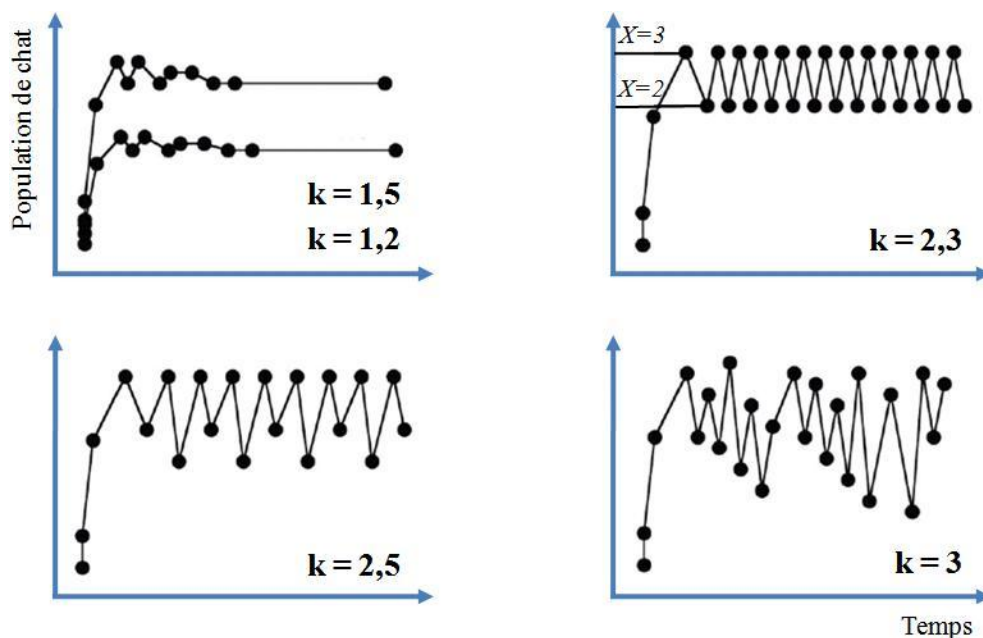 Population de chat
k = 1,5
k = 1,2
X=3
X=2
k = 2,3
k = 2,5
k = 3
Temps